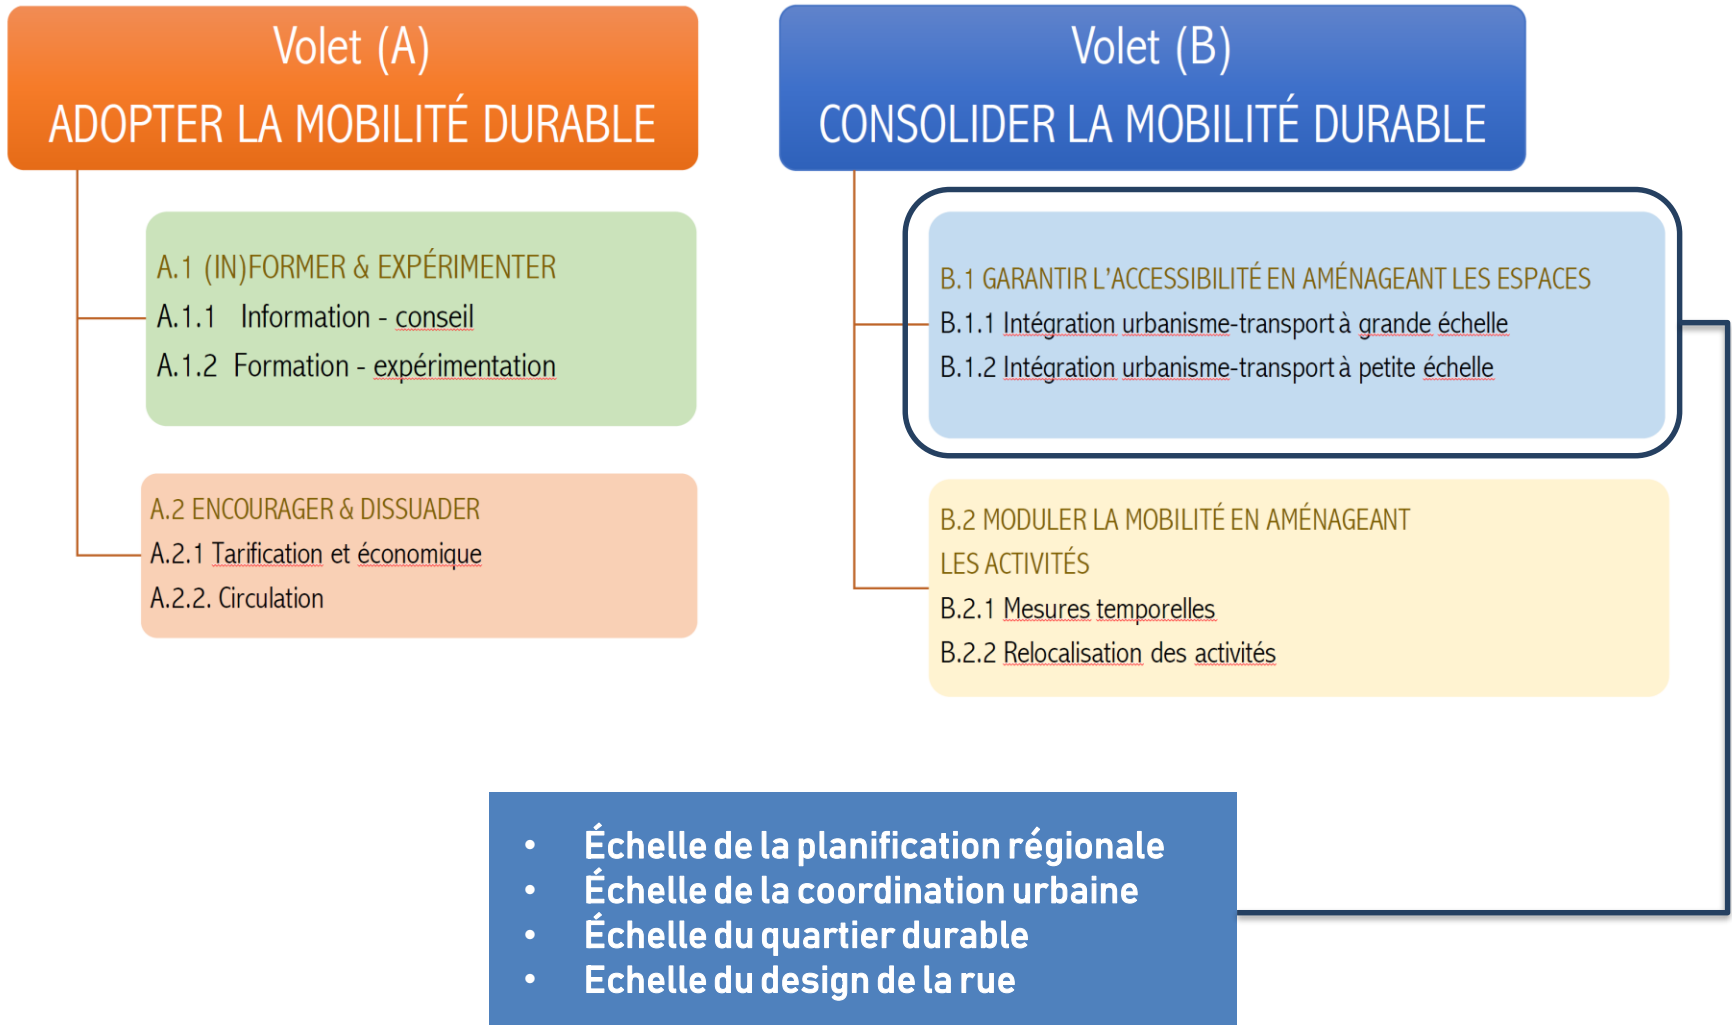 Volet (A)
ADOPTER LA MOBILITÉ DURABLE
A.1 (IN)FORMER & EXPÉRIMENTER
A.1.1 Information - conseil
A.1.2 Formation - expérimentation
A.2 ENCOURAGER & DISSUADER
A.2.1 Tarification et économique
A.2.2. Circulation
Volet (B)
CONSOLIDER LA MOBILITÉ DURABLE
B.1 GARANTIR L'ACCESSIBILITÉ EN AMÉNAGEANT LES ESPACES
B.1.1 Intégration urbanisme-transport à grande échelle
B.1.2 Intégration urbanisme-transport à petite échelle
B.2 MODULER LA MOBILITÉ EN AMÉNAGEANT
LES ACTIVITÉS
B.2.1 Mesures temporelles
B.2.2 Relocalisation des activités
• Échelle de la planification régionale
• Échelle de la coordination urbaine
• Échelle du quartier durable
• Echelle du design de la rue